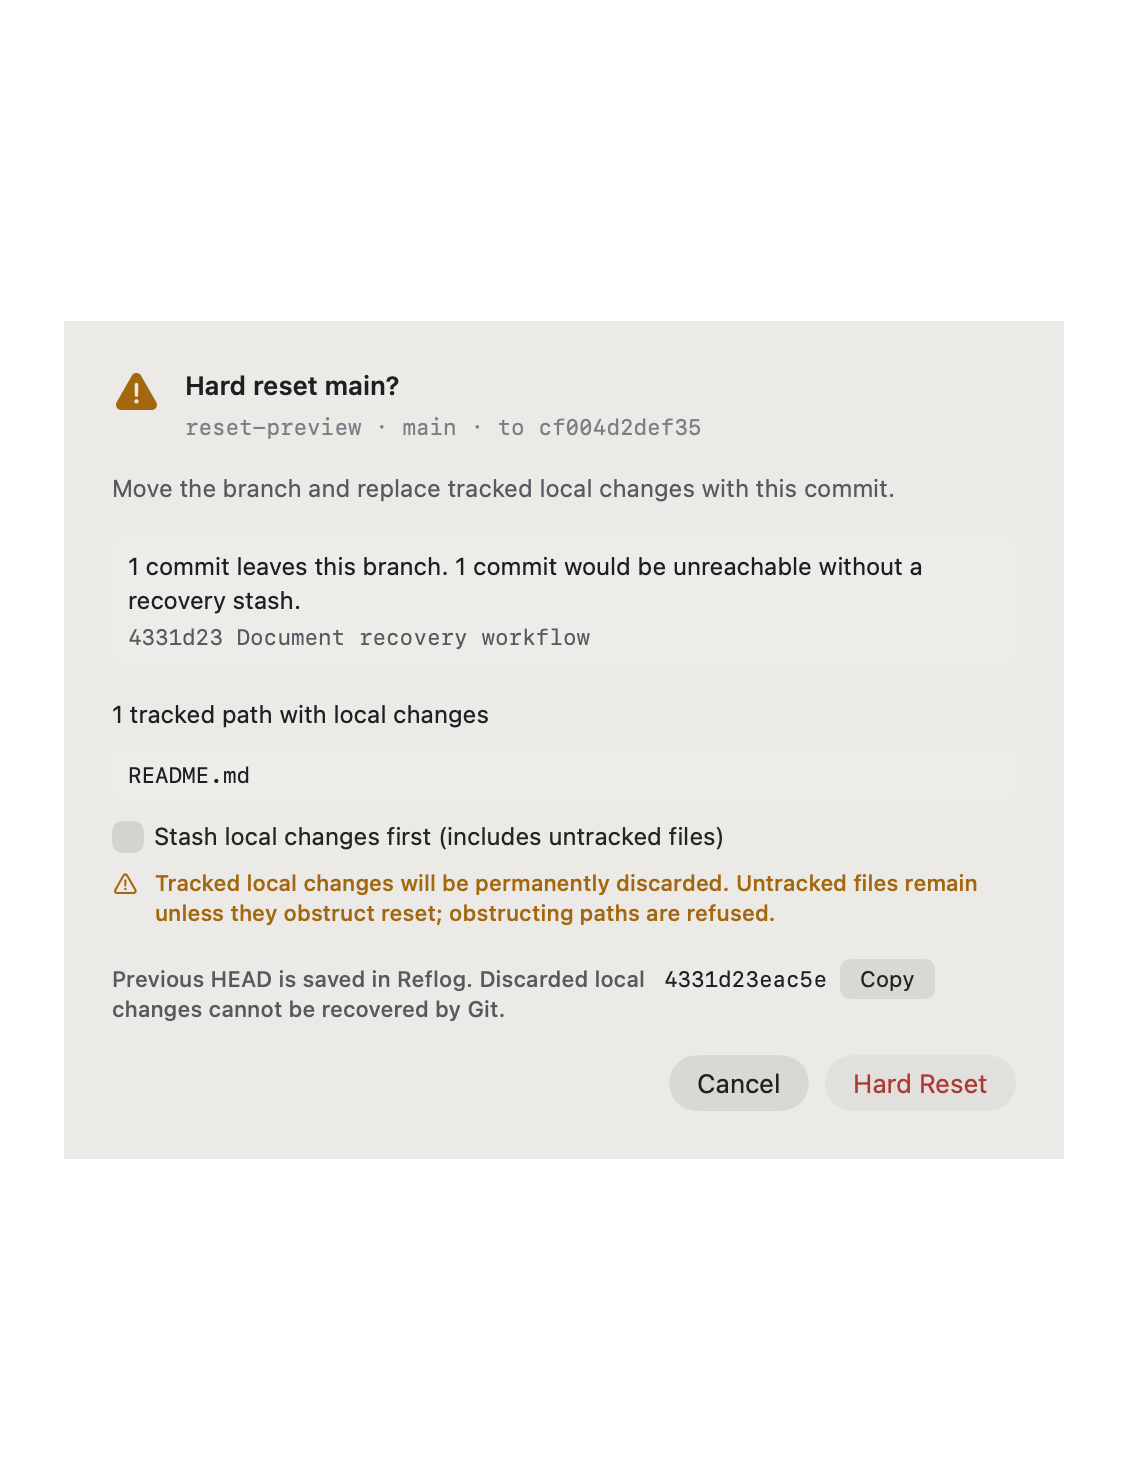 Hard reset main?
reset-preview · main · to cf004d2def35
Move the branch and replace tracked local changes with this commit.
1 commit leaves this branch. 1 commit would be unreachable without a
recovery stash.
4331d23 Document recovery workflow
1 tracked path with local changes
README.md
Stash local changes first (includes untracked files)
Tracked local changes will be permanently discarded. Untracked files remain
unless they obstruct reset; obstructing paths are refused.
Previous HEAD is saved in Reflog. Discarded local
changes cannot be recovered by Git.
4331d23eac5e
Copy
Cancel
Hard Reset